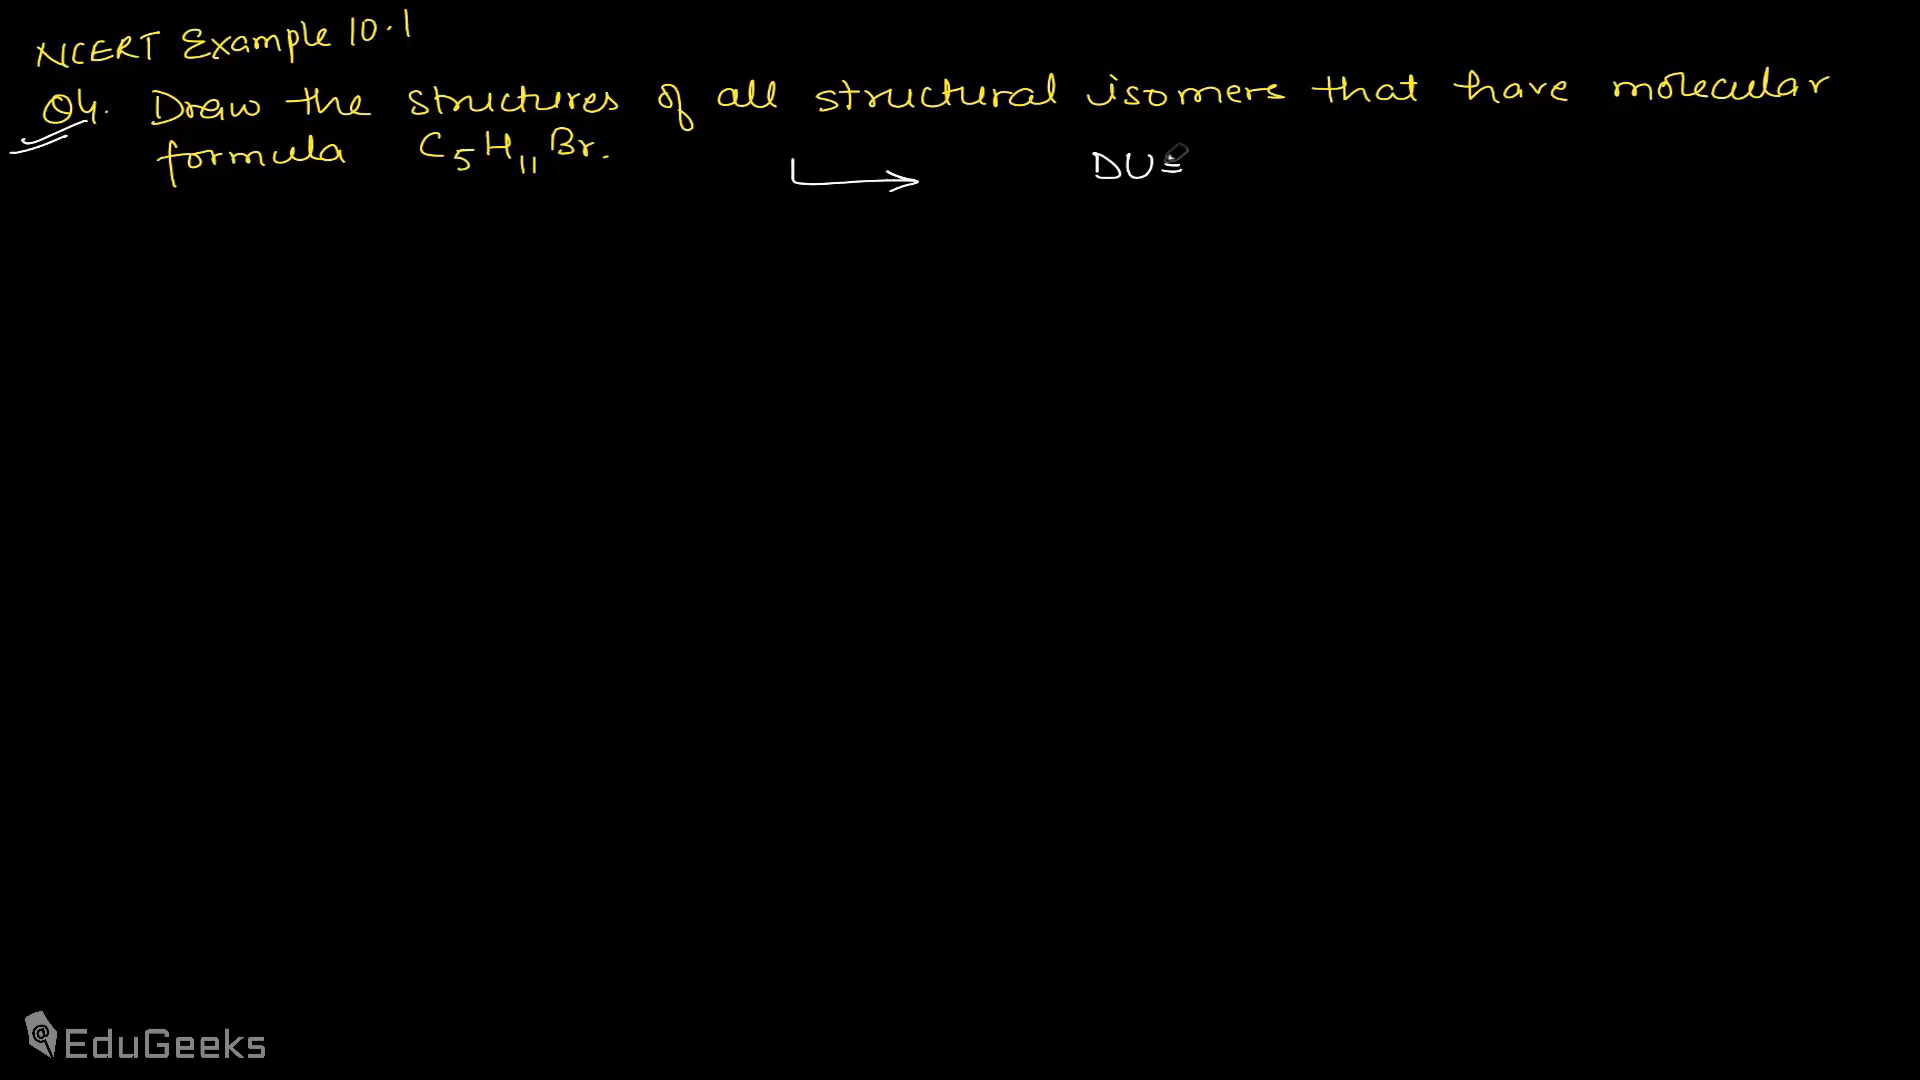 NCERT Example 10.1
Q4. Draw the structures of all structural isomers that have molecular
formula C₅H₁₁Br.
DU=
@EduGeeks